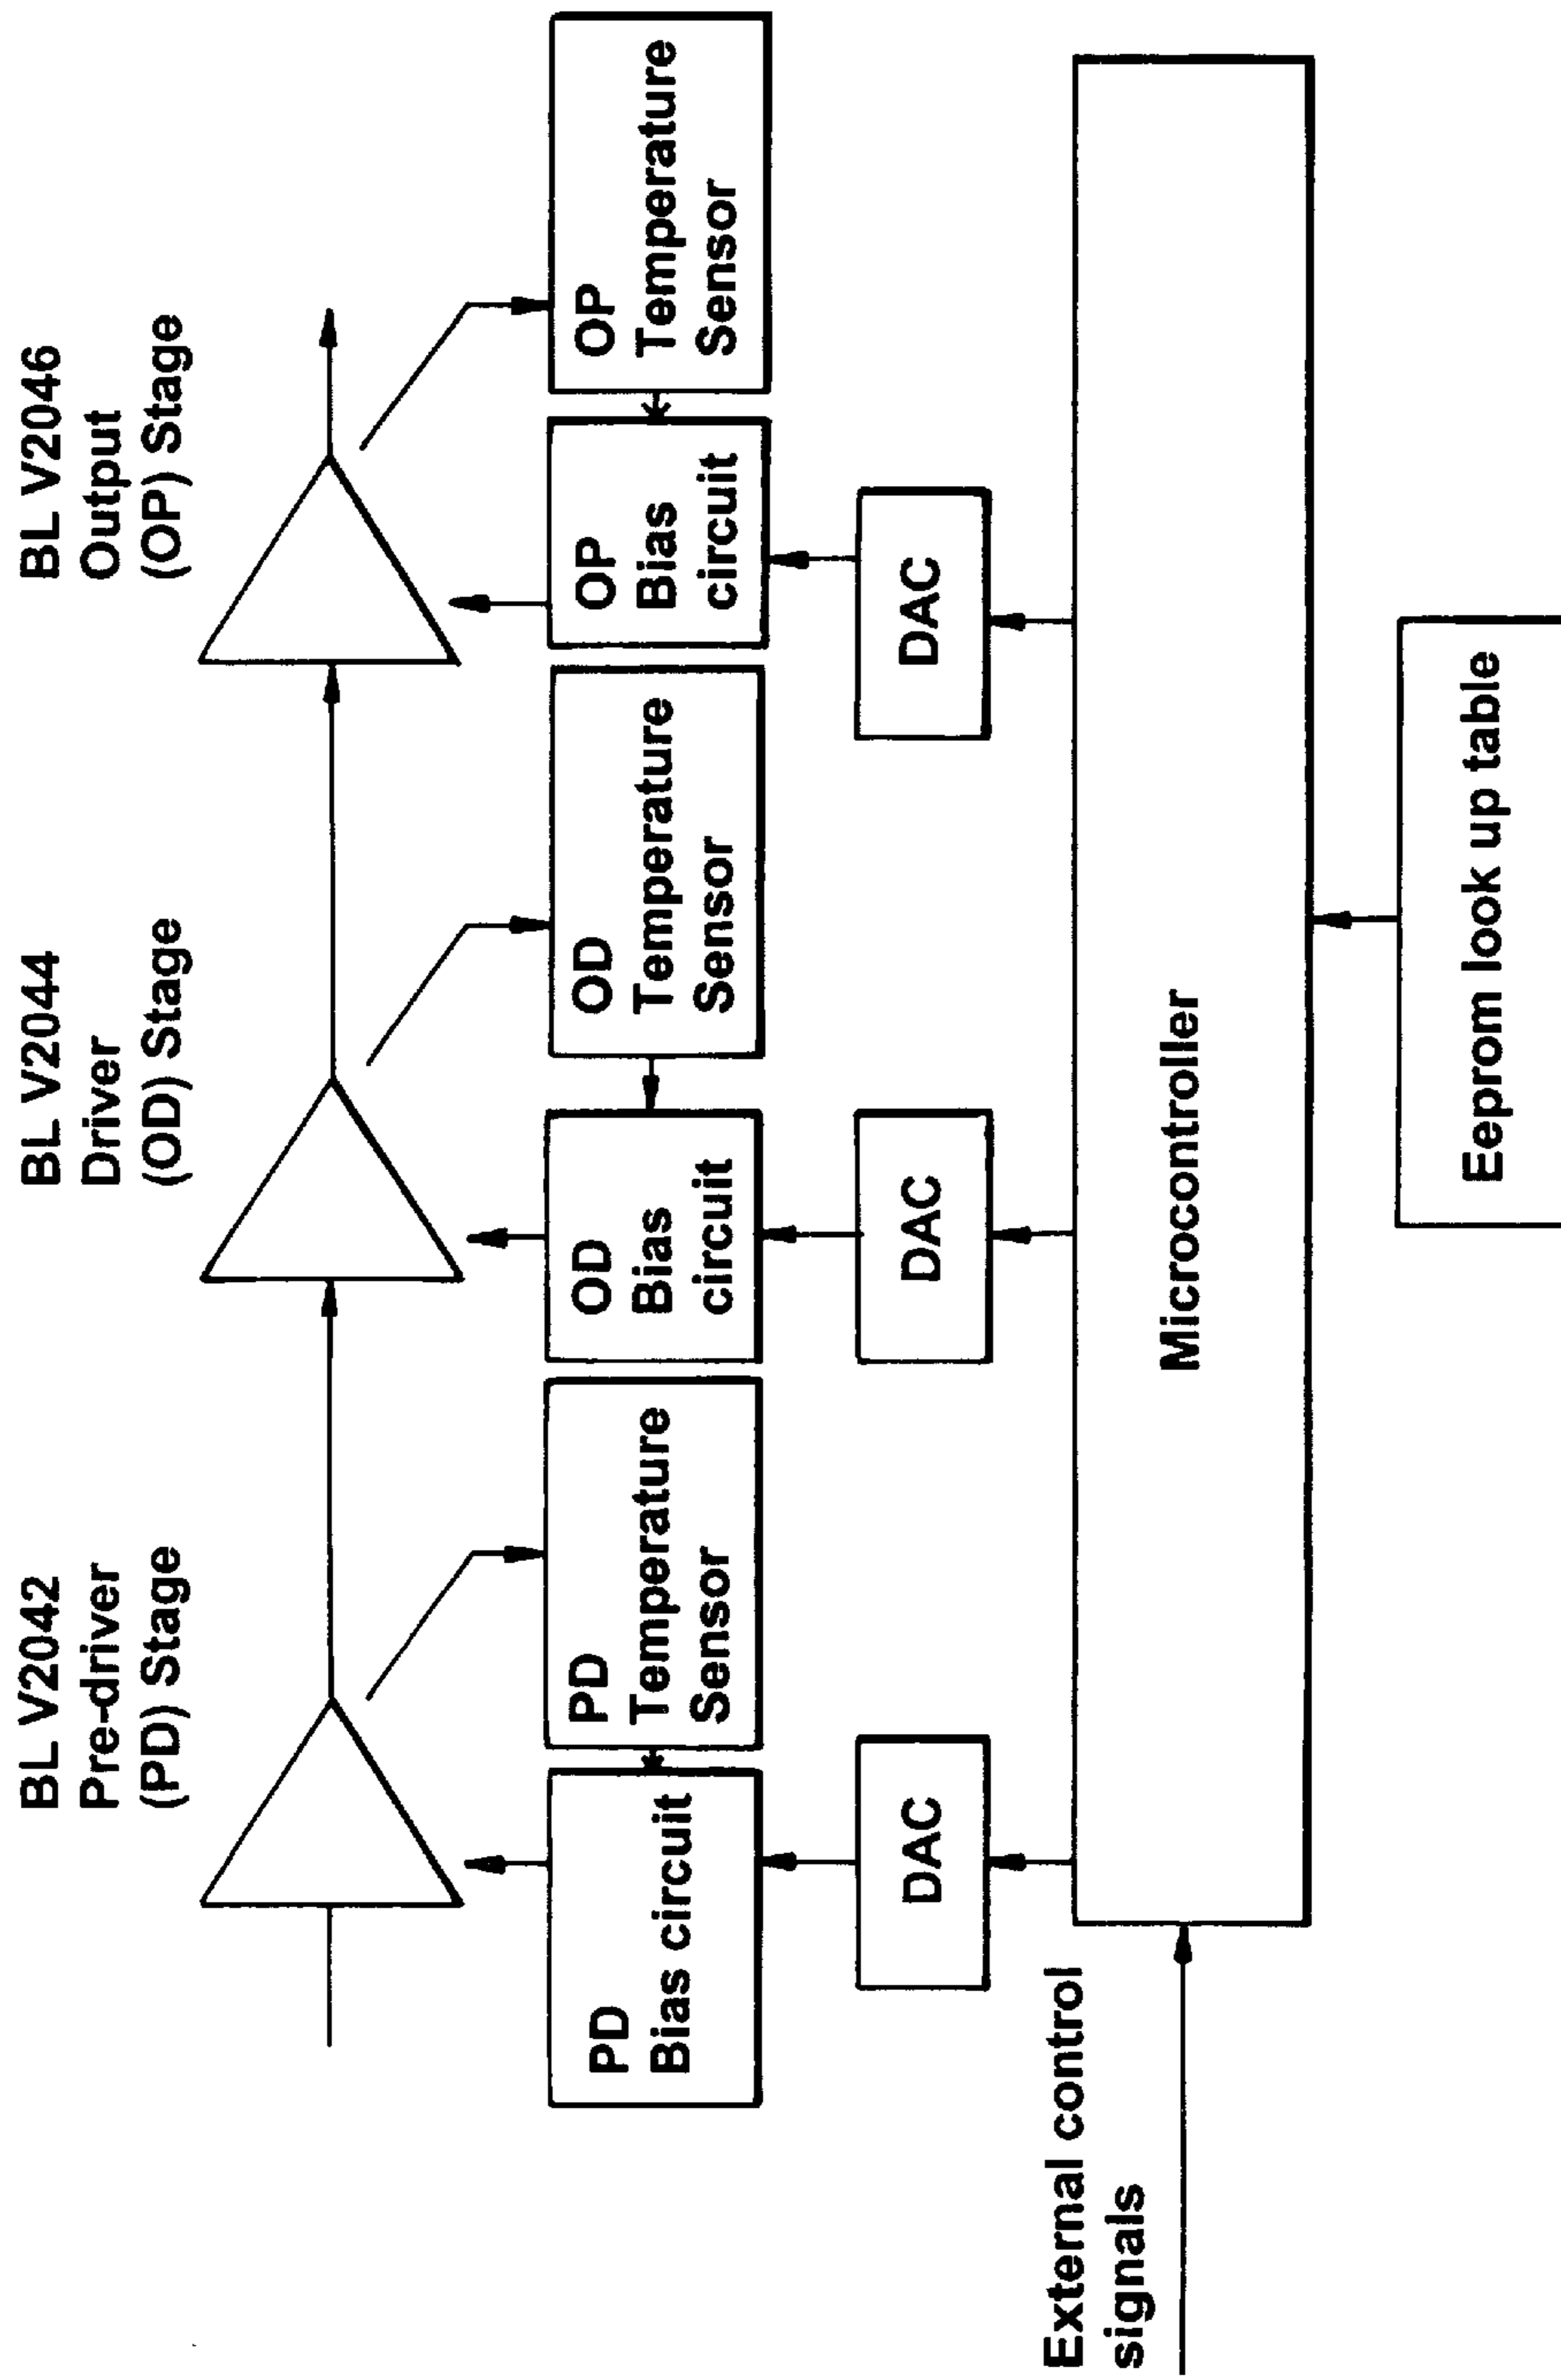 BL V2042
Pre-driver
(PD) Stage
BL V2044
Driver
(OD) Stage
BL V2046
Output
(OP) Stage
PD
Bias circuit
PD
Temperature
Sensor
OD
Bias
circuit
OD
Temperature
Sensor
OP
Bias
circuit
OP
Temperature
Sensor
DAC
DAC
DAC
External control
signals
Microcontroller
Eeprom look up table